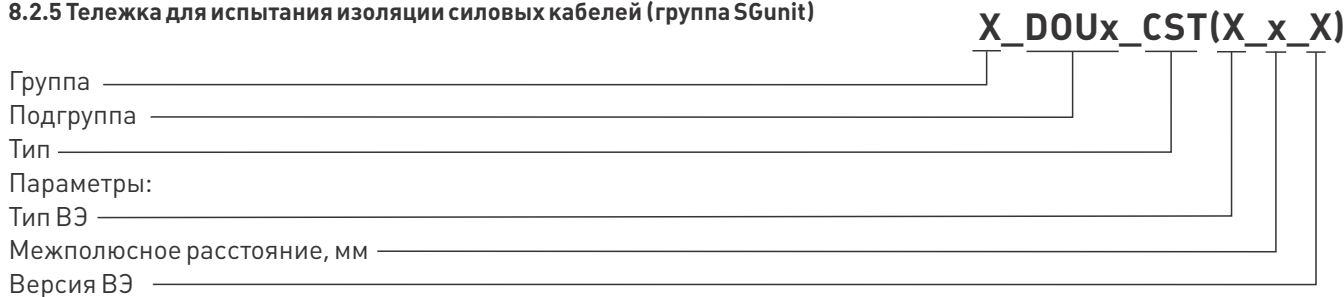 8.2.5 Тележка для испытания изоляции силовых кабелей (группа SGunit)
X_DOUx_CST(X_x_X)
Группа
Подгруппа
Тип
Параметры:
Тип ВЭ
Межполюсное расстояние, мм
Версия ВЭ